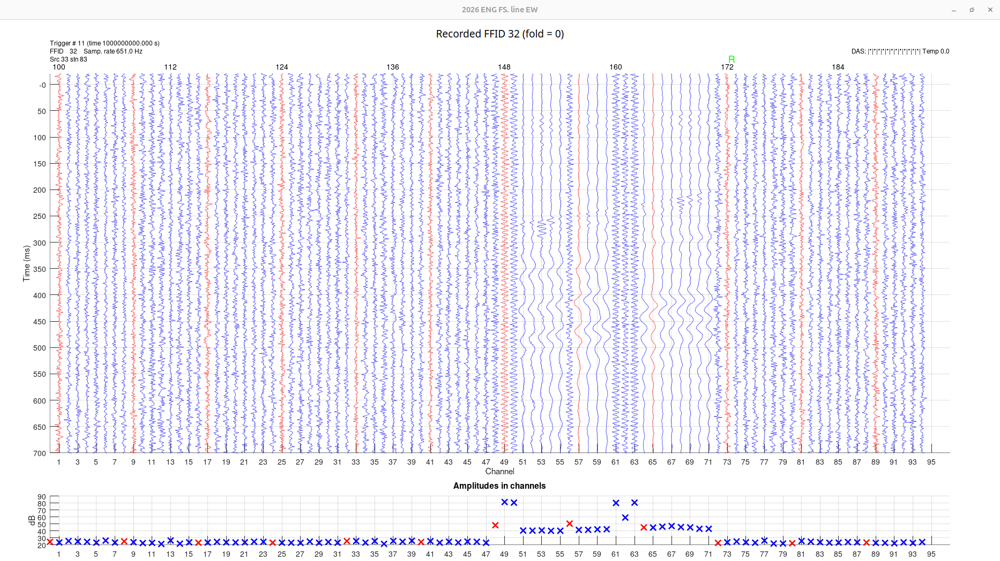 2026 ENG FS. line EW
Recorded FFID 32 (fold = 0)
Trigger # 11 (time 1000000000.000 s)
FFID 32 Samp. rate 651.0 Hz
DAS: |*|*|*|*|*|*|*|*|*|*|*|*| Temp 0.0
Src 33 stn 83
R
100 112 124 136 148 160 172 184
-0
50
100
150
200
250
300
350
400
450
500
550
600
650
700
Time (ms)
1 3 5 7 9 11 13 15 17 19 21 23 25 27 29 31 33 35 37 39 41 43 45 47 49 51 53 55 57 59 61 63 65 67 69 71 73 75 77 79 81 83 85 87 89 91 93 95
Channel
Amplitudes in channels
90
80
70
60
50
40
30
20
dB
1 3 5 7 9 11 13 15 17 19 21 23 25 27 29 31 33 35 37 39 41 43 45 47 49 51 53 55 57 59 61 63 65 67 69 71 73 75 77 79 81 83 85 87 89 91 93 95